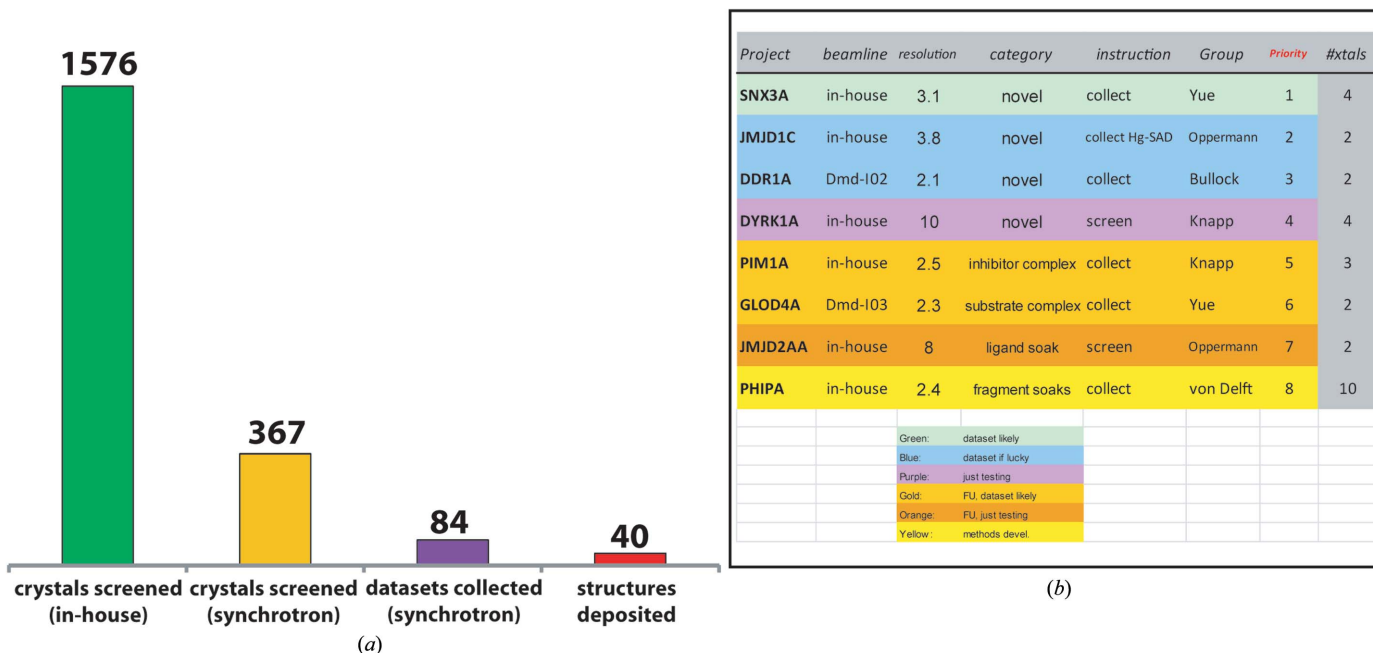 1576
367
84
40
crystals screened
(in-house)
crystals screened
(synchrotron)
datasets collected
(synchrotron)
structures
deposited
(a)
Project beamline resolution category instruction Group Priority #xtals
SNX3A in-house 3.1 novel collect Yue 1 4
JMJD1C in-house 3.8 novel collect Hg-SAD Oppermann 2 2
DDR1A Dmd-I02 2.1 novel collect Bullock 3 2
DYRK1A in-house 10 novel screen Knapp 4 4
PIM1A in-house 2.5 inhibitor complex collect Knapp 5 3
GLOD4A Dmd-I03 2.3 substrate complex collect Yue 6 2
JMJD2AA in-house 8 ligand soak screen Oppermann 7 2
PHIPA in-house 2.4 fragment soaks collect von Delft 8 10
Green: dataset likely
Blue: dataset if lucky
Purple: just testing
Gold: FU, dataset likely
Orange: FU, just testing
Yellow: methods devel.
(b)